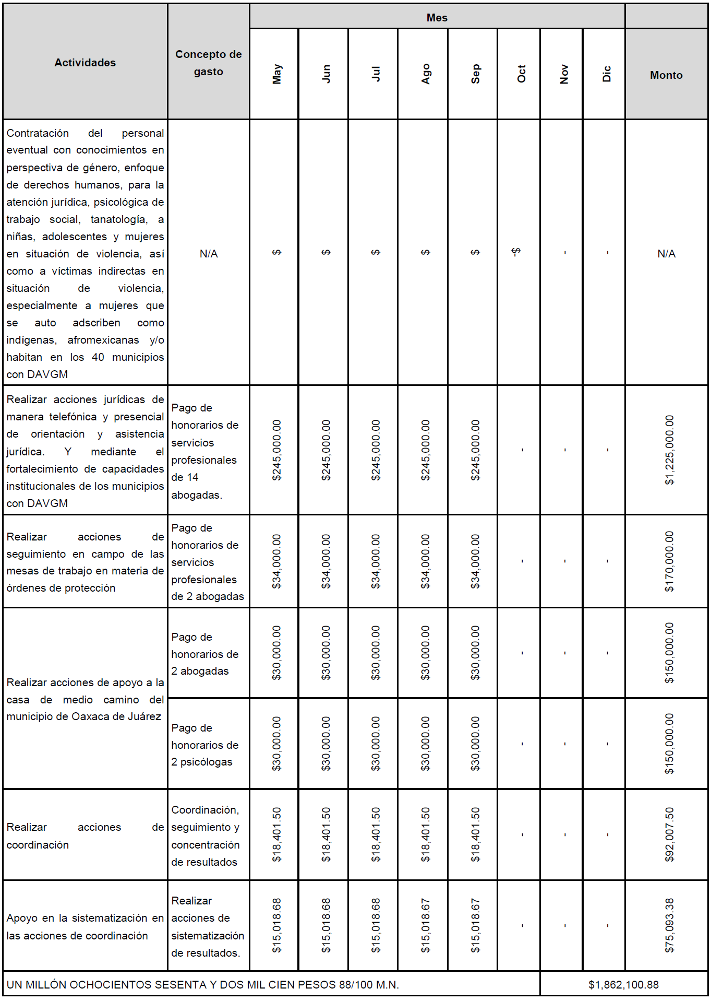 Actividades
Concepto de
gasto
Mes
May
Jun
Jul
Ago
Sep
Oct
Nov
Dic
Monto
Contratación del personal
eventual con conocimientos en
perspectiva de género, enfoque
de derechos humanos, para la
atención jurídica, psicológica de
trabajo social, tanatología, a
niñas, adolescentes y mujeres
en situación de violencia, así
como a víctimas indirectas en
situación de violencia,
especialmente a mujeres que
se auto adscriben como
indígenas, afromexicanas y/o
habitan en los 40 municipios
con DAVGM
N/A
$
$
$
$
$
-$
-
-
N/A
Realizar acciones jurídicas de
manera telefónica y presencial
de orientación y asistencia
jurídica. Y mediante el
fortalecimiento de capacidades
institucionales de los municipios
con DAVGM
Pago de
honorarios de
servicios
profesionales
de 14
abogadas.
$245,000.00
$245,000.00
$245,000.00
$245,000.00
$245,000.00
-
-
-
$1,225,000.00
Realizar acciones de
seguimiento en campo de las
mesas de trabajo en materia de
órdenes de protección
Pago de
honorarios de
servicios
profesionales
de 2 abogadas
$34,000.00
$34,000.00
$34,000.00
$34,000.00
$34,000.00
-
-
-
$170,000.00
Realizar acciones de apoyo a la
casa de medio camino del
municipio de Oaxaca de Juárez
Pago de
honorarios de
2 abogadas
$30,000.00
$30,000.00
$30,000.00
$30,000.00
$30,000.00
-
-
-
$150,000.00
Pago de
honorarios de
2 psicólogas
$30,000.00
$30,000.00
$30,000.00
$30,000.00
$30,000.00
-
-
-
$150,000.00
Realizar acciones de
coordinación
Coordinación,
seguimiento y
concentración
de resultados
$18,401.50
$18,401.50
$18,401.50
$18,401.50
$18,401.50
-
-
-
$92,007.50
Apoyo en la sistematización en
las acciones de coordinación
Realizar
acciones de
sistematización
de resultados.
$15,018.68
$15,018.68
$15,018.68
$15,018.67
$15,018.67
-
-
-
$75,093.38
UN MILLÓN OCHOCIENTOS SESENTA Y DOS MIL CIEN PESOS 88/100 M.N.
$1,862,100.88